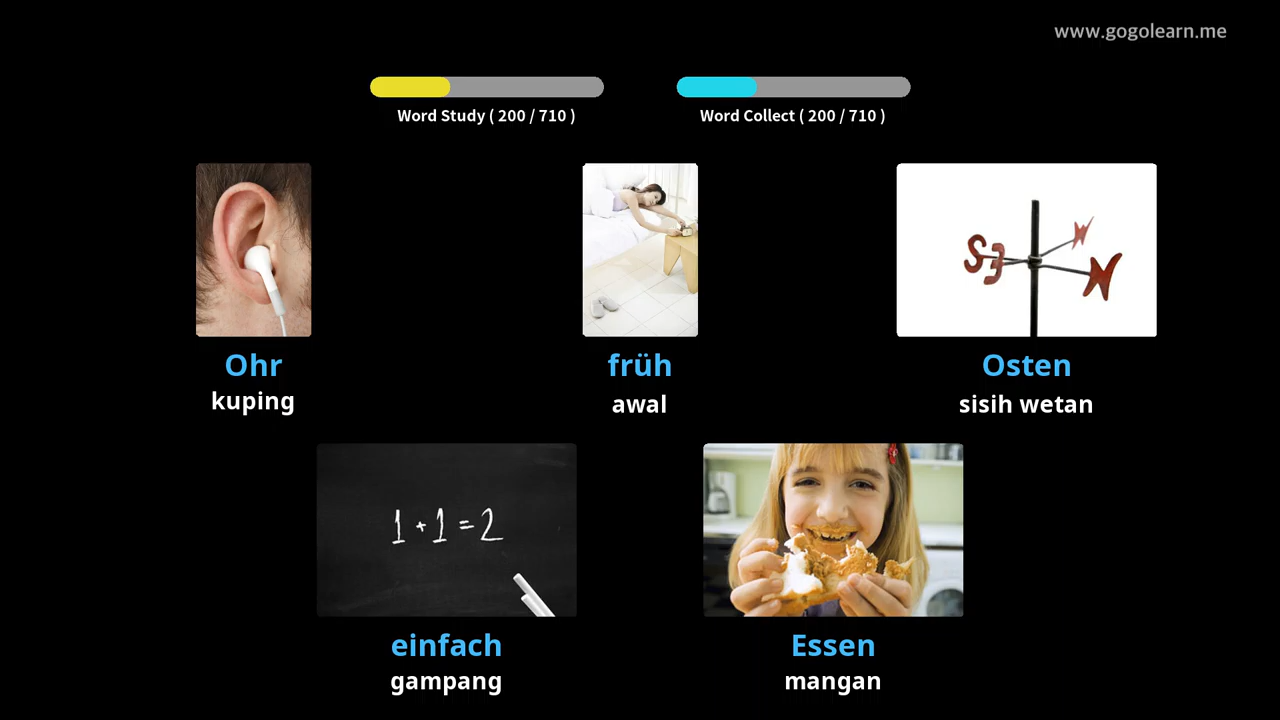 www.gogolearn.me
Word Study ( 200 / 710 )
Word Collect ( 200 / 710 )
Ohr
kuping
früh
awal
S E N W
Osten
sisih wetan
1 + 1 = 2
einfach
gampang
Essen
mangan